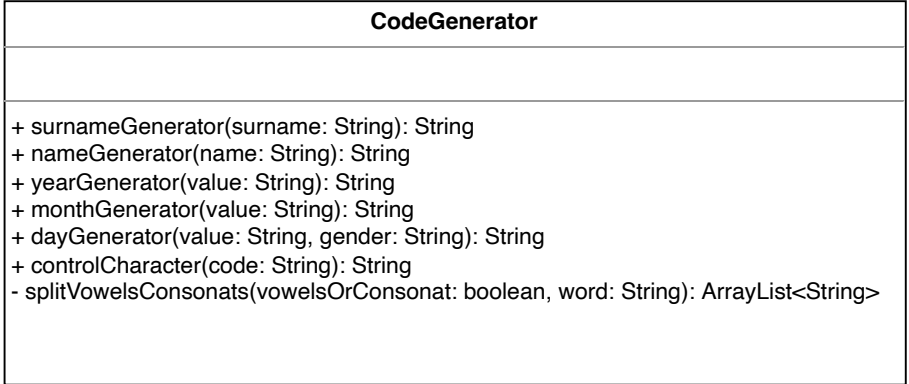 CodeGenerator
+ surnameGenerator(surname: String): String
+ nameGenerator(name: String): String
+ yearGenerator(value: String): String
+ monthGenerator(value: String): String
+ dayGenerator(value: String, gender: String): String
+ controlCharacter(code: String): String
- splitVowelsConsonats(vowelsOrConsonat: boolean, word: String): ArrayList<String>